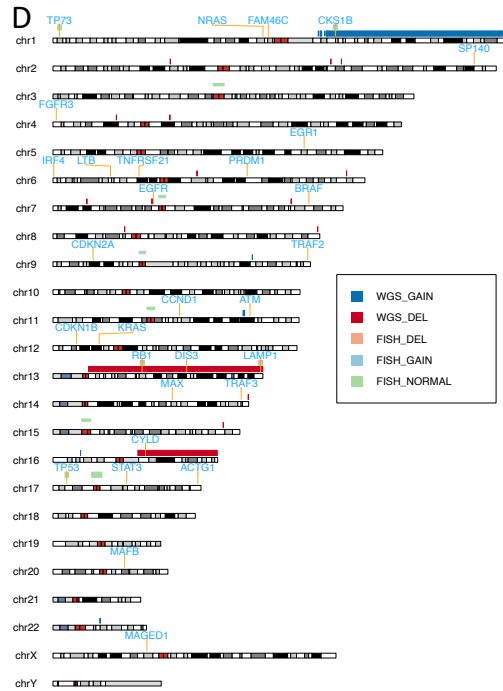 D
TP73 NRAS FAM46C CKS1B
chr1
SP140
chr2
chr3
FGFR3
chr4
EGR1
chr5
IRF4 LTB TNFRSF21 PRDM1
chr6
EGFR BRAF
chr7
chr8
CDKN2A TRAF2
chr9
chr10
CCND1 ATM
chr11
CDKN1B KRAS
chr12
RB1 DIS3 LAMP1
chr13
MAX TRAF3
chr14
chr15
CYLD
chr16
TP53 STAT3 ACTG1
chr17
chr18
chr19
MAFB
chr20
chr21
chr22
MAGED1
chrX
chrY
WGS_GAIN
WGS_DEL
FISH_DEL
FISH_GAIN
FISH_NORMAL